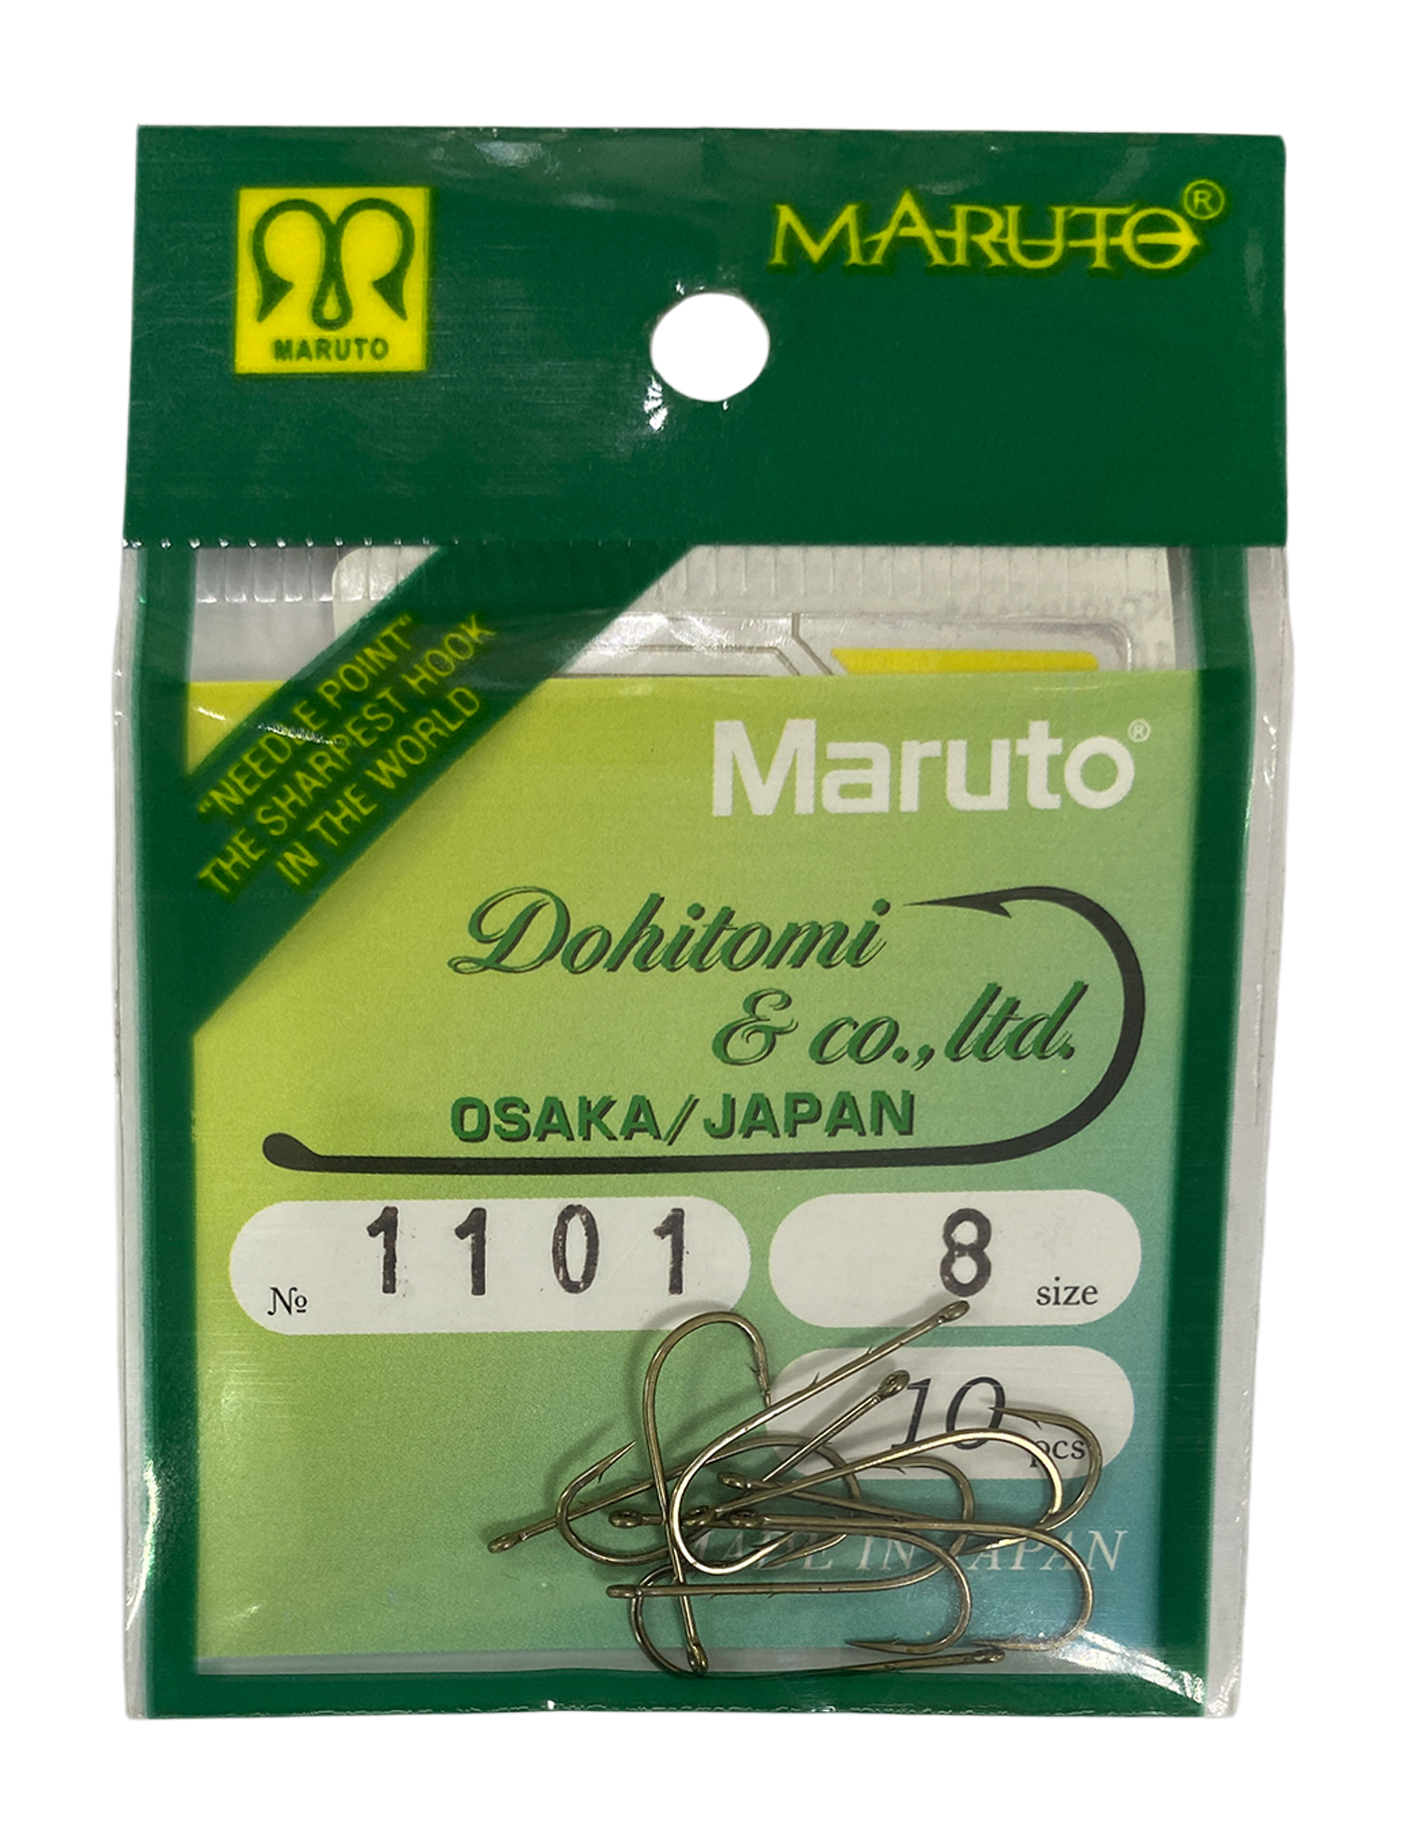 MARUTO
MARUTO®
"NEEDLE POINT"
THE SHARPEST HOOK
IN THE WORLD
Maruto®
Dohitomi
& co.,ltd.
OSAKA/JAPAN
№ 1101
8 size
10 pcs
MADE IN JAPAN